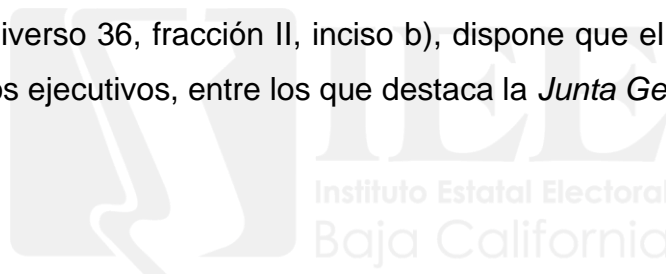 iverso 36, fracción II, inciso b), dispone que el
os ejecutivos, entre los que destaca la Junta Ge
IEE
Instituto Estatal Electoral
Baja California